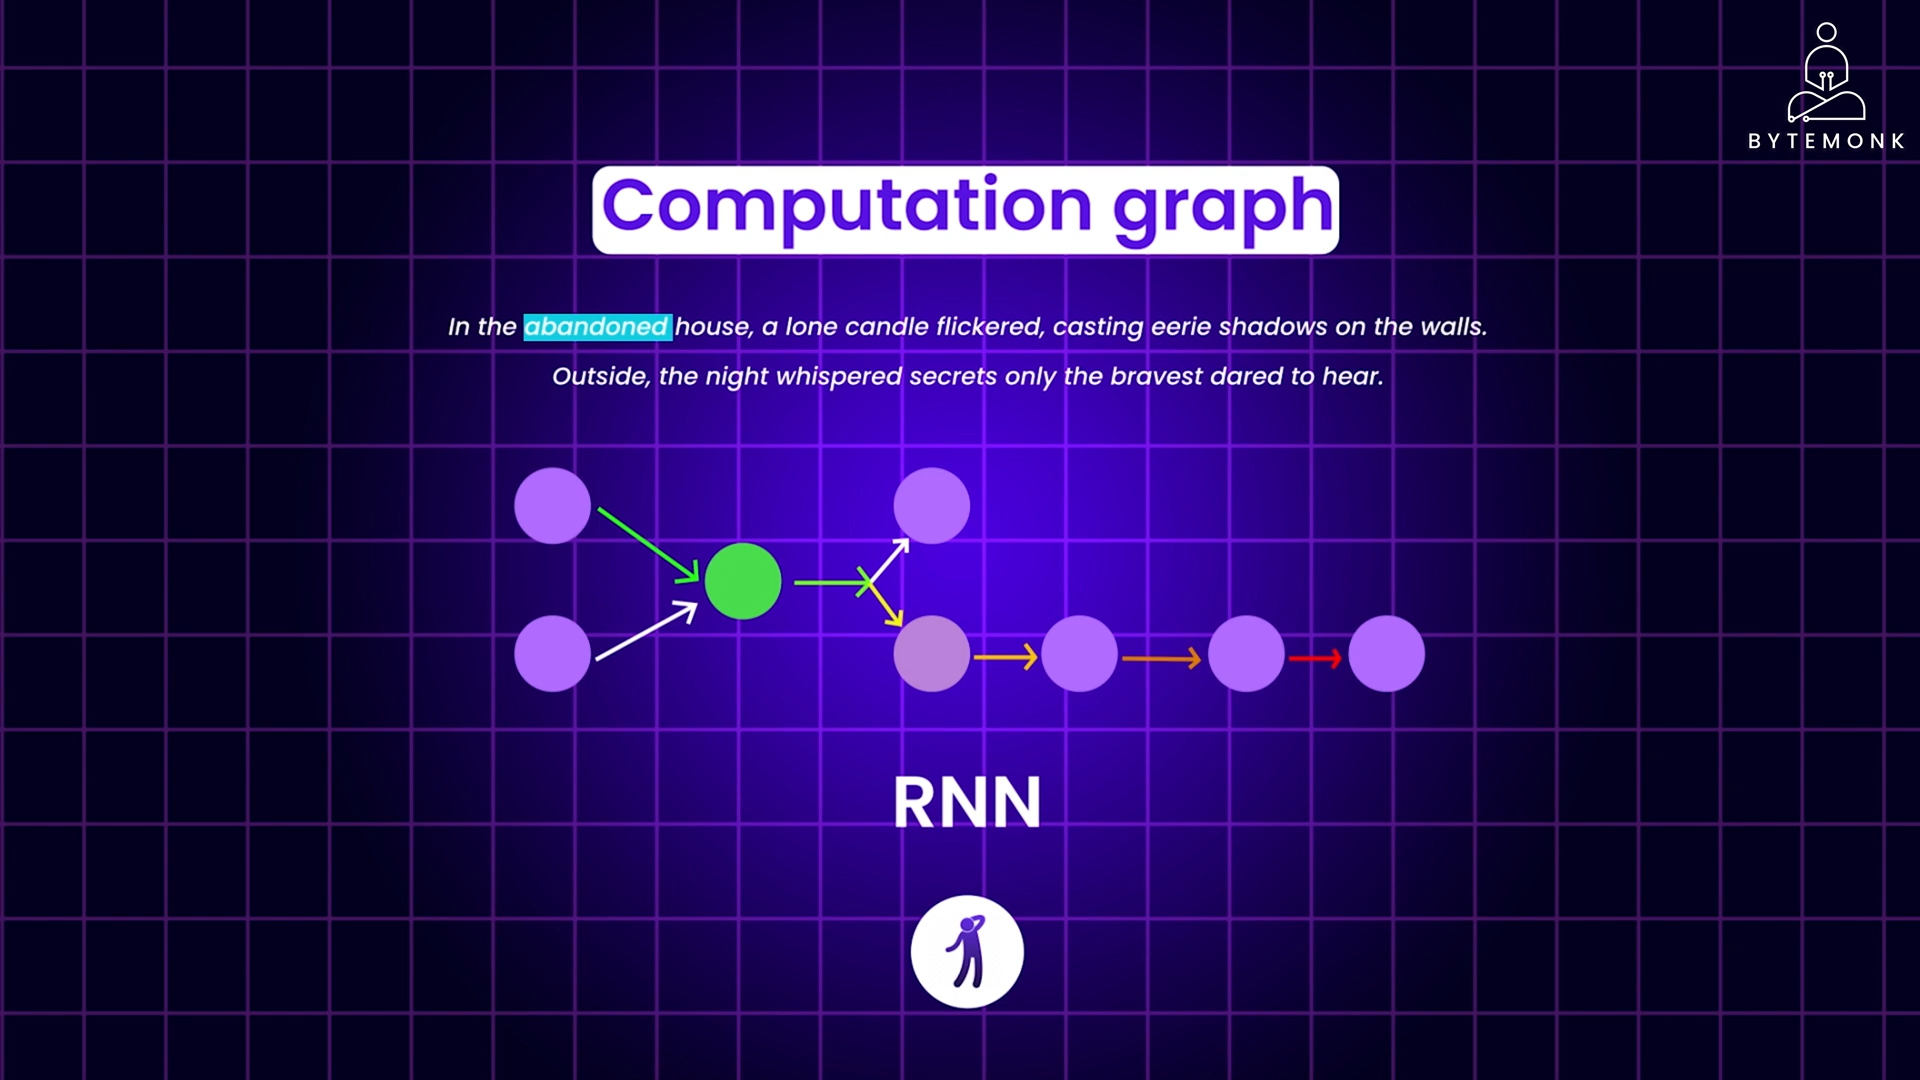 BYTEMONK
Computation graph
In the abandoned house, a lone candle flickered, casting eerie shadows on the walls.
Outside, the night whispered secrets only the bravest dared to hear.
RNN